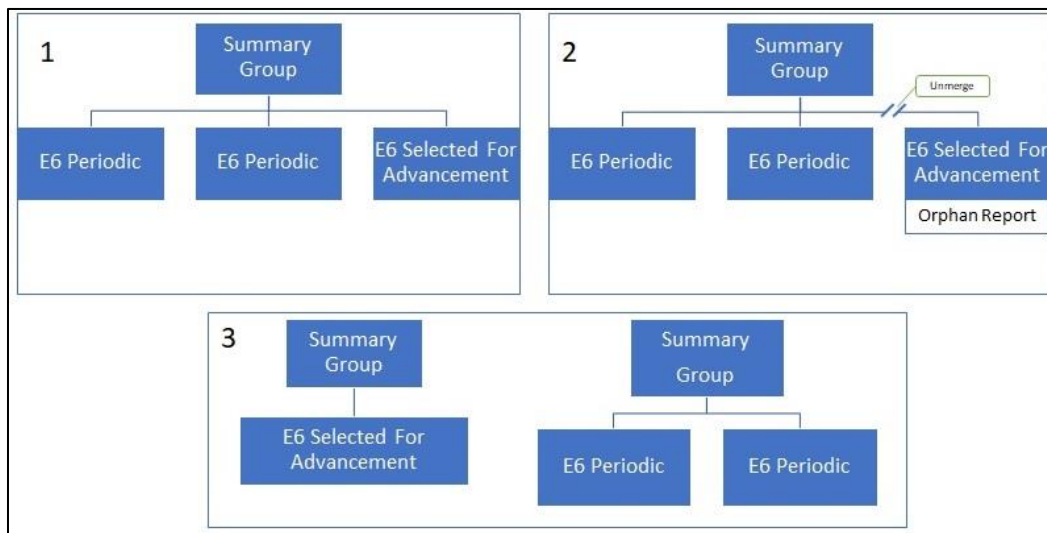 1
Summary
Group
E6 Periodic
E6 Periodic
E6 Selected For
Advancement
2
Summary
Group
Unmerge
E6 Periodic
E6 Periodic
E6 Selected For
Advancement
Orphan Report
3
Summary
Group
E6 Selected For
Advancement
Summary
Group
E6 Periodic
E6 Periodic